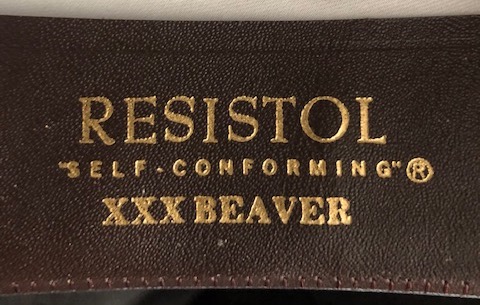 RESISTOL
"SELF-CONFORMING"®
XXX BEAVER